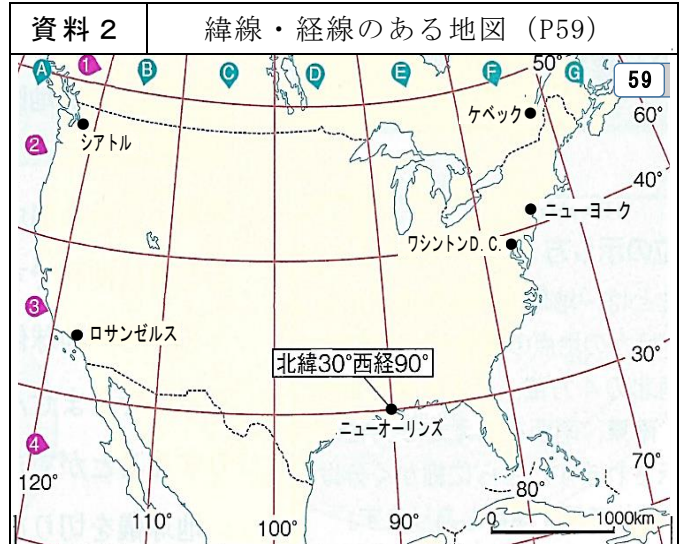 資料２
緯線・経線のある地図（P59）
1
A
B
C
D
E
F
50°
G
59
60°
ケベック
シアトル
2
40°
ニューヨーク
ワシントンD.C.
3
ロサンゼルス
30°
北緯30°西経90°
ニューオーリンズ
4
120°
70°
80°
110°
100°
90°
0
1000km